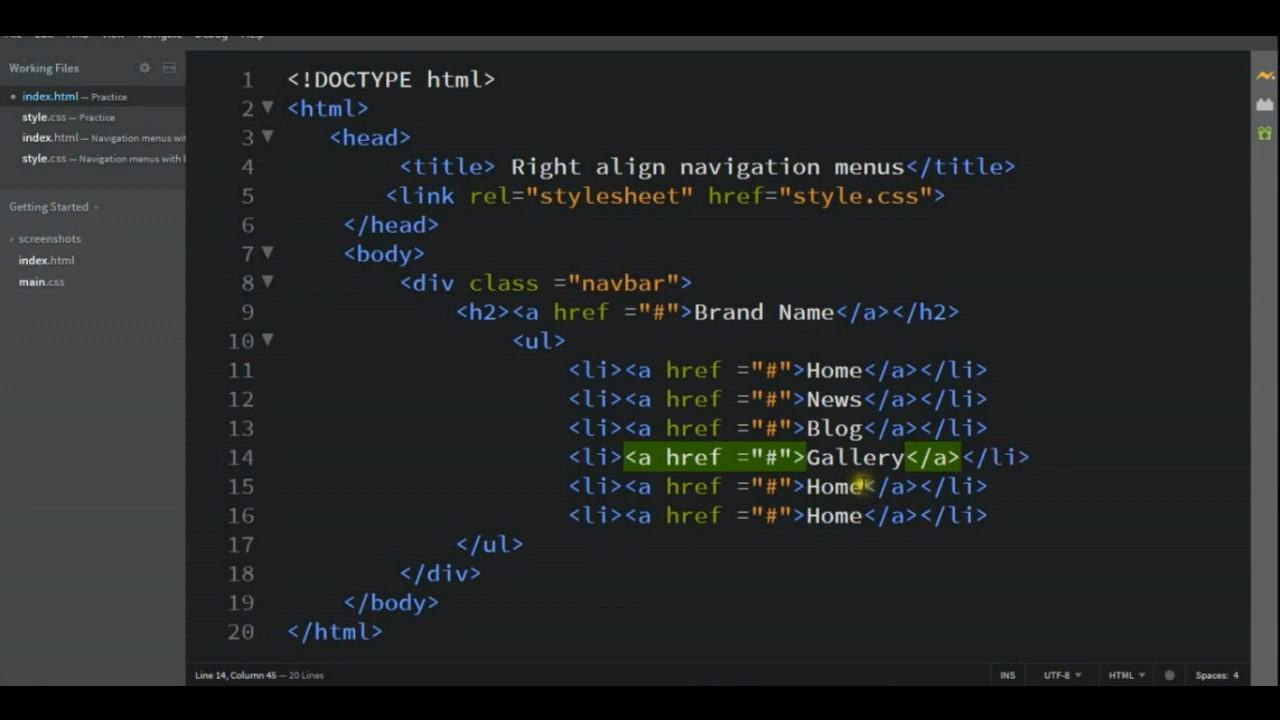 Working Files
index.html — Practice
style.css — Practice
index.html — Navigation menus wit
style.css — Navigation menus with
Getting Started
screenshots
index.html
main.css
1 <!DOCTYPE html>
2 <html>
3 <head>
4 <title> Right align navigation menus</title>
5 <link rel="stylesheet" href="style.css">
6 </head>
7 <body>
8 <div class ="navbar">
9 <h2><a href ="#">Brand Name</a></h2>
10 <ul>
11 <li><a href ="#">Home</a></li>
12 <li><a href ="#">News</a></li>
13 <li><a href ="#">Blog</a></li>
14 <li><a href ="#">Gallery</a></li>
15 <li><a href ="#">Home</a></li>
16 <li><a href ="#">Home</a></li>
17 </ul>
18 </div>
19 </body>
20 </html>
Line 14, Column 45 — 20 Lines
INS UTF-8 HTML Spaces: 4